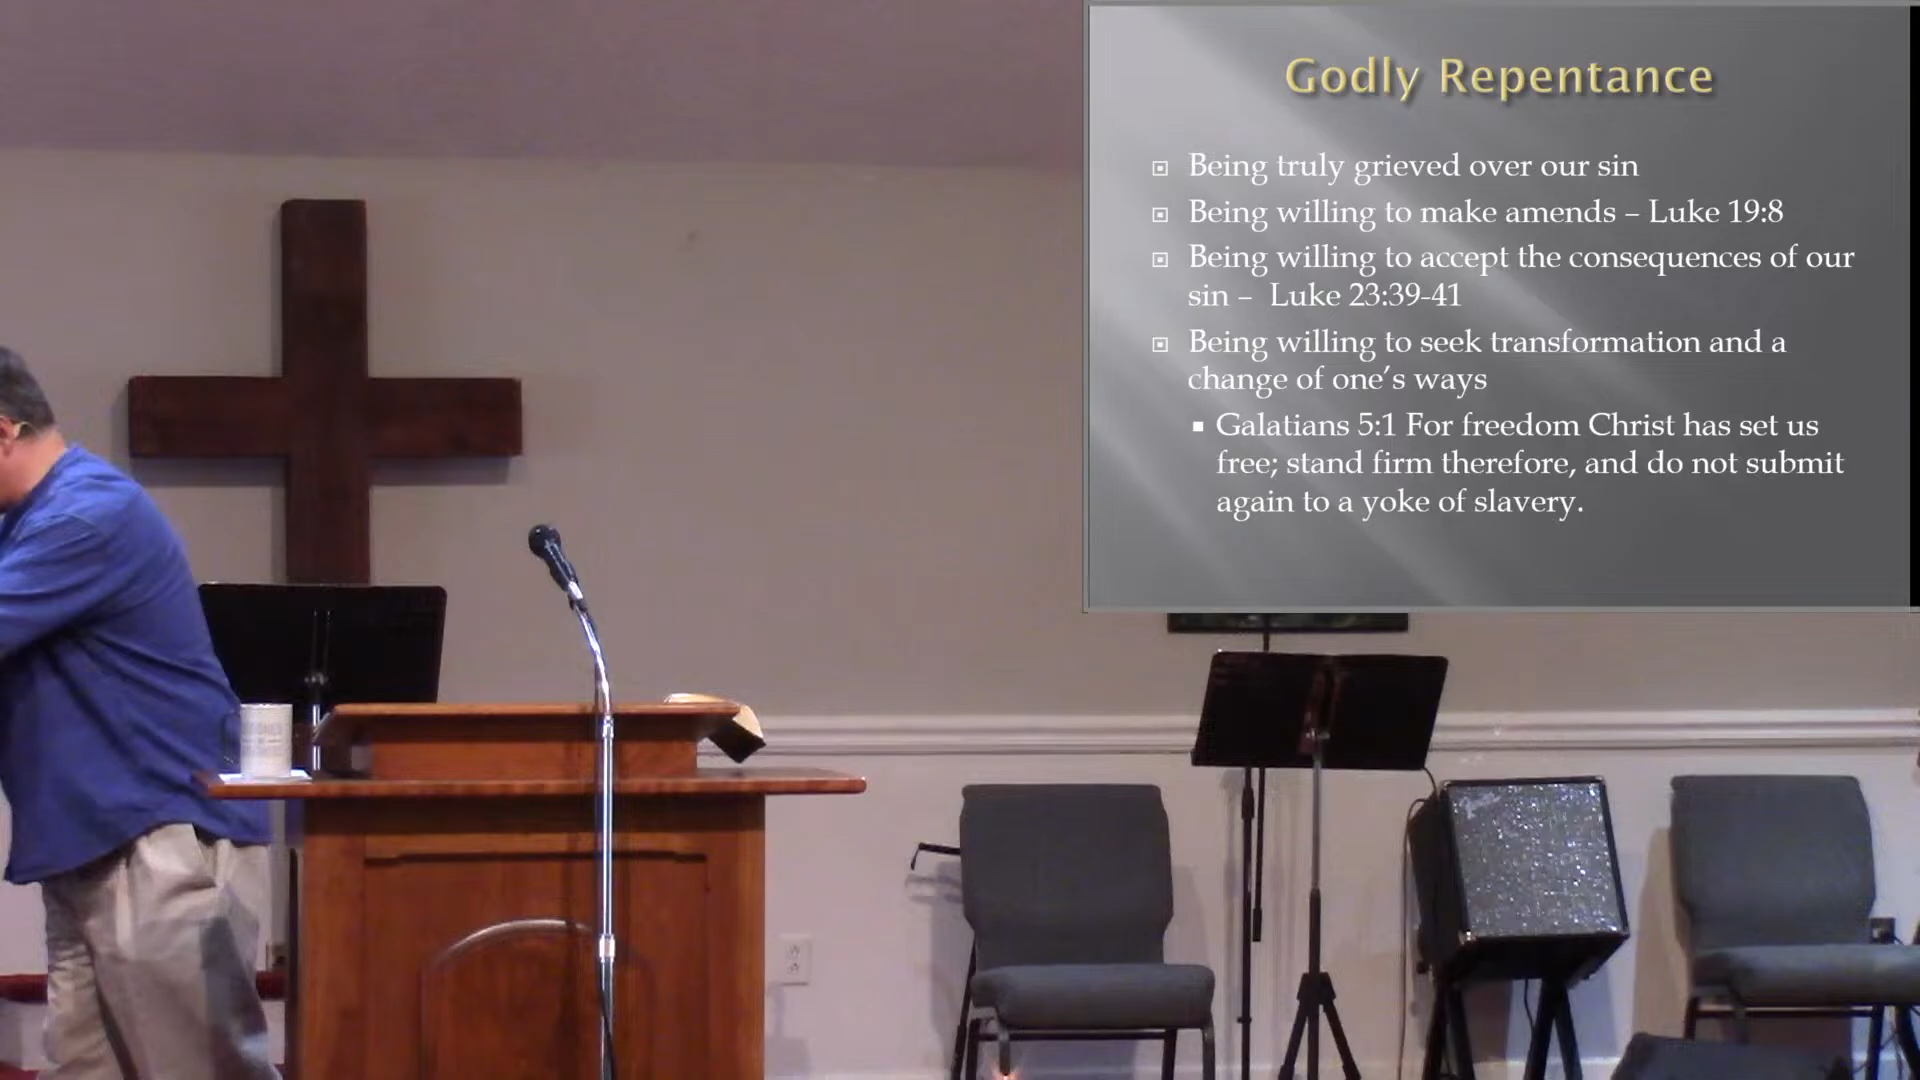 Godly Repentance
Being truly grieved over our sin
Being willing to make amends – Luke 19:8
Being willing to accept the consequences of our
sin – Luke 23:39-41
Being willing to seek transformation and a
change of one’s ways
Galatians 5:1 For freedom Christ has set us
free; stand firm therefore, and do not submit
again to a yoke of slavery.